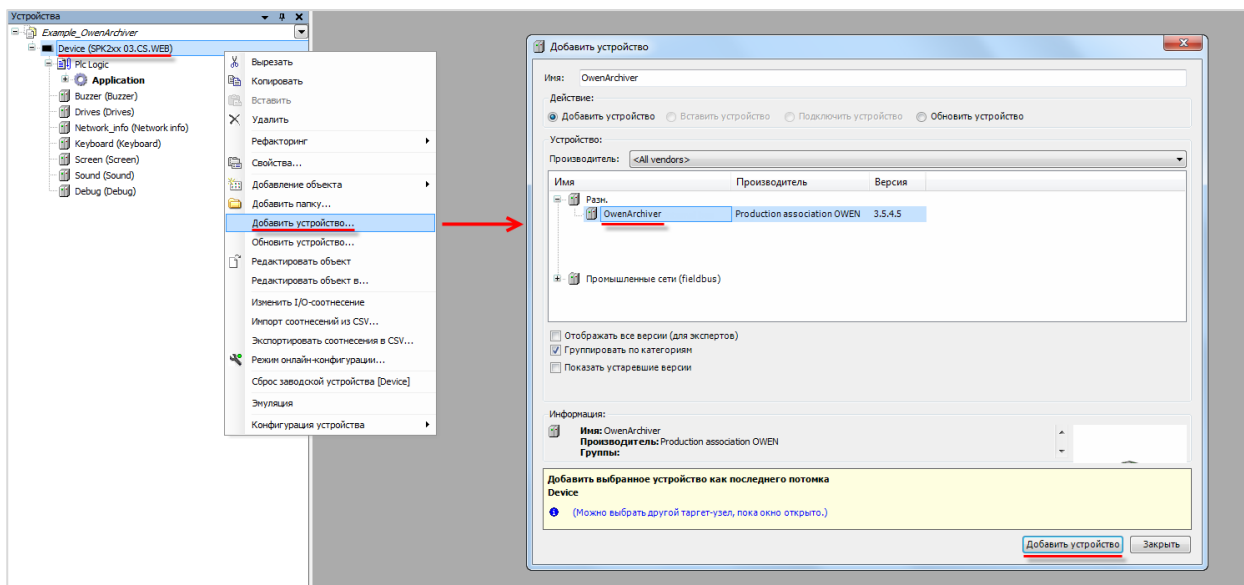 Устройства
Example_OwenArchiver
Device (SPK2xx 03.CS.WEB)
Plc Logic
Application
Buzzer (Buzzer)
Drives (Drives)
Network_info (Network info)
Keyboard (Keyboard)
Screen (Screen)
Sound (Sound)
Debug (Debug)
Вырезать
Копировать
Вставить
Удалить
Рефакторинг
Свойства...
Добавление объекта
Добавить папку...
Добавить устройство...
Обновить устройство...
Редактировать объект
Редактировать объект в...
Изменить I/O-соотнесение
Импорт соотнесений из CSV...
Экспортировать соотнесения в CSV...
Режим онлайн-конфигурации...
Сброс заводской устройства [Device]
Эмуляция
Конфигурация устройства
Добавить устройство
Имя: OwenArchiver
Действие:
Добавить устройство Вставить устройство Подключить устройство Обновить устройство
Устройство:
Производитель: <All vendors>
Имя Производитель Версия
Разн.
OwenArchiver Production association OWEN 3.5.4.5
Промышленные сети (fieldbus)
Отображать все версии (для экспертов)
Группировать по категориям
Показать устаревшие версии
Информация:
Имя: OwenArchiver
Производитель: Production association OWEN
Группы:
Добавить выбранное устройство как последнего потомка
Device
(Можно выбрать другой таргет-узел, пока окно открыто.)
Добавить устройство Закрыть